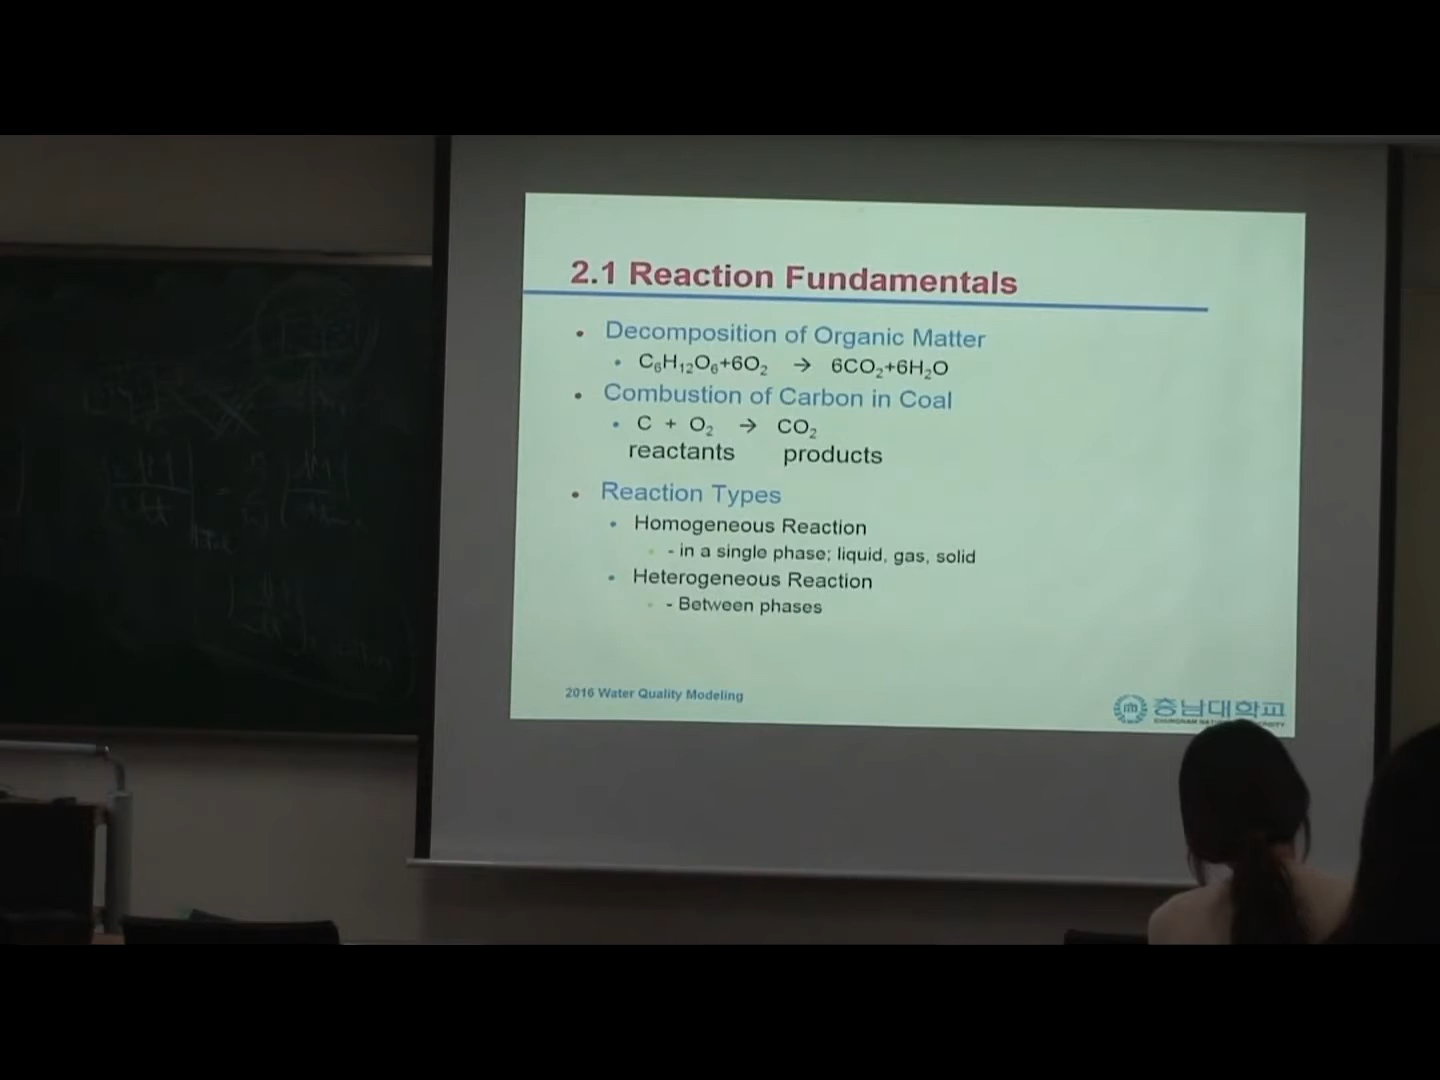 2.1 Reaction Fundamentals
• Decomposition of Organic Matter
• C₆H₁₂O₆+6O₂ → 6CO₂+6H₂O
• Combustion of Carbon in Coal
• C + O₂ → CO₂
reactants products
• Reaction Types
• Homogeneous Reaction
- in a single phase; liquid, gas, solid
• Heterogeneous Reaction
- Between phases
2016 Water Quality Modeling
충남대학교